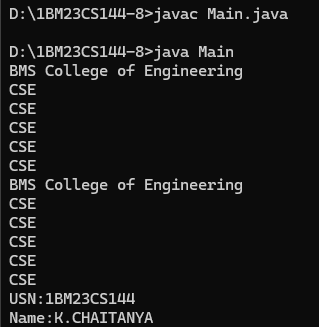 D:\1BM23CS144-8>javac Main.java
D:\1BM23CS144-8>java Main
BMS College of Engineering
CSE
CSE
CSE
CSE
CSE
BMS College of Engineering
CSE
CSE
CSE
CSE
CSE
USN:1BM23CS144
Name:K.CHAITANYA